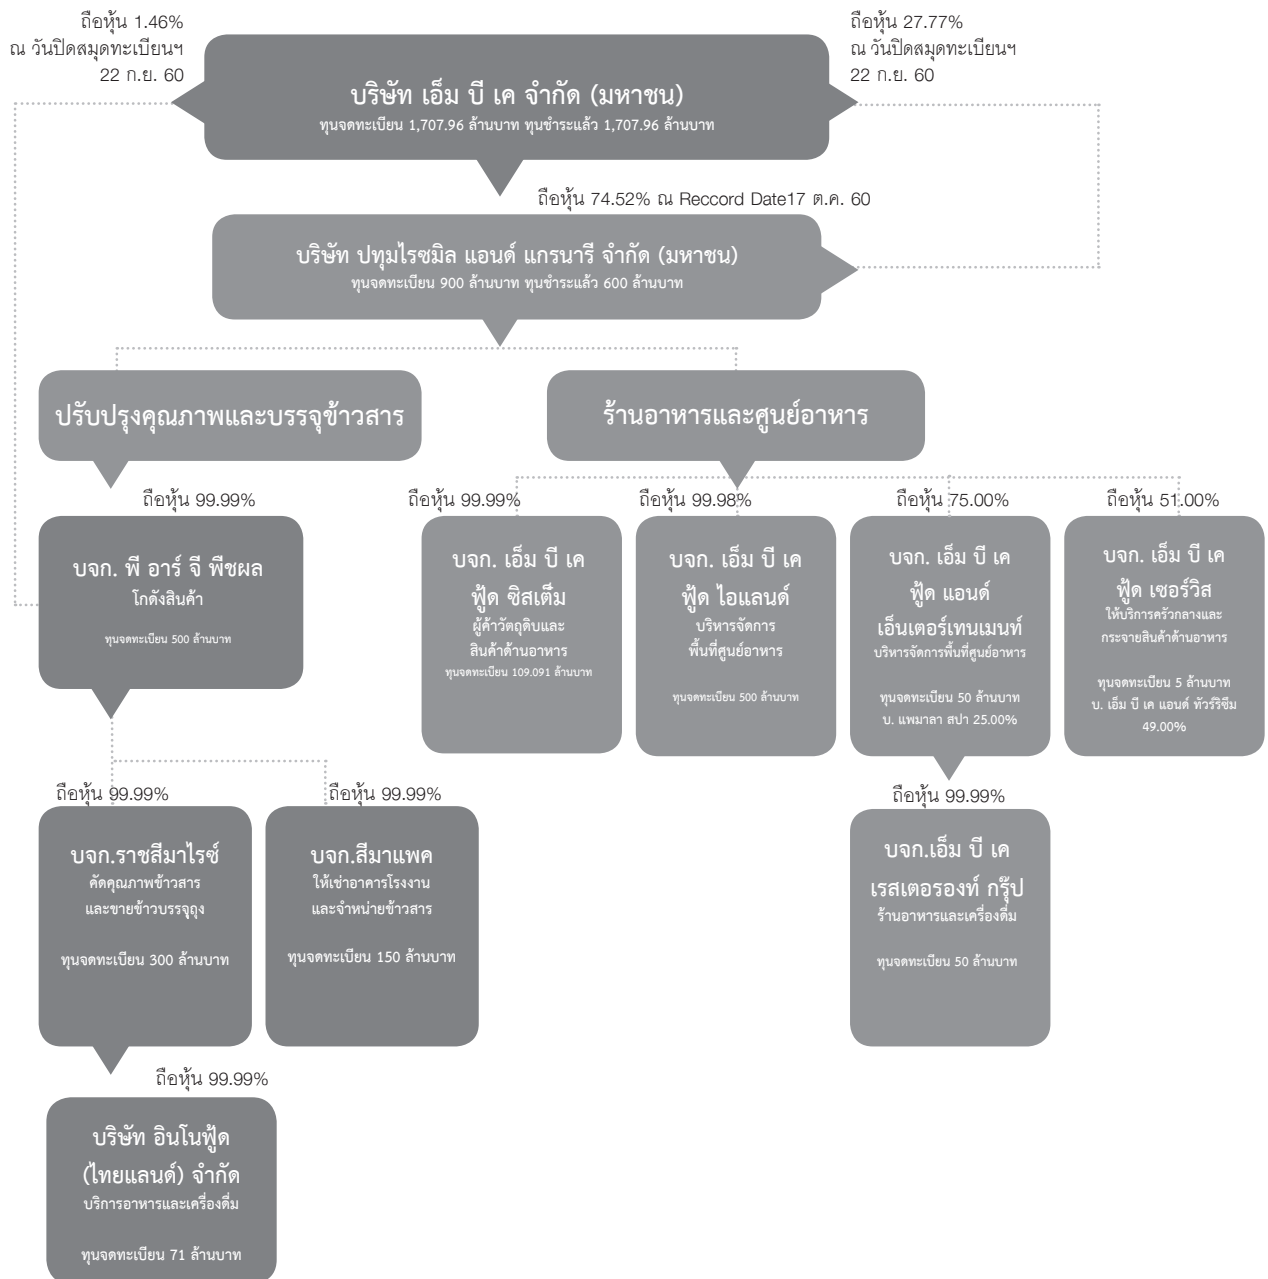 ถือหุ้น 1.46%
ณ วันปิดสมุดทะเบียนฯ
22 ก.ย. 60
ถือหุ้น 27.77%
ณ วันปิดสมุดทะเบียนฯ
22 ก.ย. 60
บริษัท เอ็ม บี เค จำกัด (มหาชน)
ทุนจดทะเบียน 1,707.96 ล้านบาท ทุนชำระแล้ว 1,707.96 ล้านบาท
ถือหุ้น 74.52% ณ Reccord Date17 ต.ค. 60
บริษัท ปทุมไรซมิล แอนด์ แกรนารี จำกัด (มหาชน)
ทุนจดทะเบียน 900 ล้านบาท ทุนชำระแล้ว 600 ล้านบาท
ปรับปรุงคุณภาพและบรรจุข้าวสาร
ร้านอาหารและศูนย์อาหาร
ถือหุ้น 99.99%
บจก. พี อาร์ จี พืชผล
โกดังสินค้า
ทุนจดทะเบียน 500 ล้านบาท
ถือหุ้น 99.99%
บจก. เอ็ม บี เค
ฟู้ด ซิสเต็ม
ผู้ค้าวัตถุดิบและ
สินค้าด้านอาหาร
ทุนจดทะเบียน 109.091 ล้านบาท
ถือหุ้น 99.98%
บจก. เอ็ม บี เค
ฟู้ด ไอแลนด์
บริหารจัดการ
พื้นที่ศูนย์อาหาร
ทุนจดทะเบียน 500 ล้านบาท
ถือหุ้น 75.00%
บจก. เอ็ม บี เค
ฟู้ด แอนด์
เอ็นเตอร์เทนเมนท์
บริหารจัดการพื้นที่ศูนย์อาหาร
ทุนจดทะเบียน 50 ล้านบาท
บ. แพมาลา สปา 25.00%
ถือหุ้น 51.00%
บจก. เอ็ม บี เค
ฟู้ด เซอร์วิส
ให้บริการครัวกลางและ
กระจายสินค้าด้านอาหาร
ทุนจดทะเบียน 5 ล้านบาท
บ. เอ็ม บี เค แอนด์ ทัวร์ริซึม
49.00%
ถือหุ้น 99.99%
บจก.ราชสีมาไรซ์
คัดคุณภาพข้าวสาร
และขายข้าวบรรจุถุง
ทุนจดทะเบียน 300 ล้านบาท
ถือหุ้น 99.99%
บจก.สีมาแพค
ให้เช่าอาคารโรงงาน
และจำหน่ายข้าวสาร
ทุนจดทะเบียน 150 ล้านบาท
ถือหุ้น 99.99%
บจก.เอ็ม บี เค
เรสเตอรองท์ กรุ๊ป
ร้านอาหารและเครื่องดื่ม
ทุนจดทะเบียน 50 ล้านบาท
ถือหุ้น 99.99%
บริษัท อินโนฟู้ด
(ไทยแลนด์) จำกัด
บริการอาหารและเครื่องดื่ม
ทุนจดทะเบียน 71 ล้านบาท